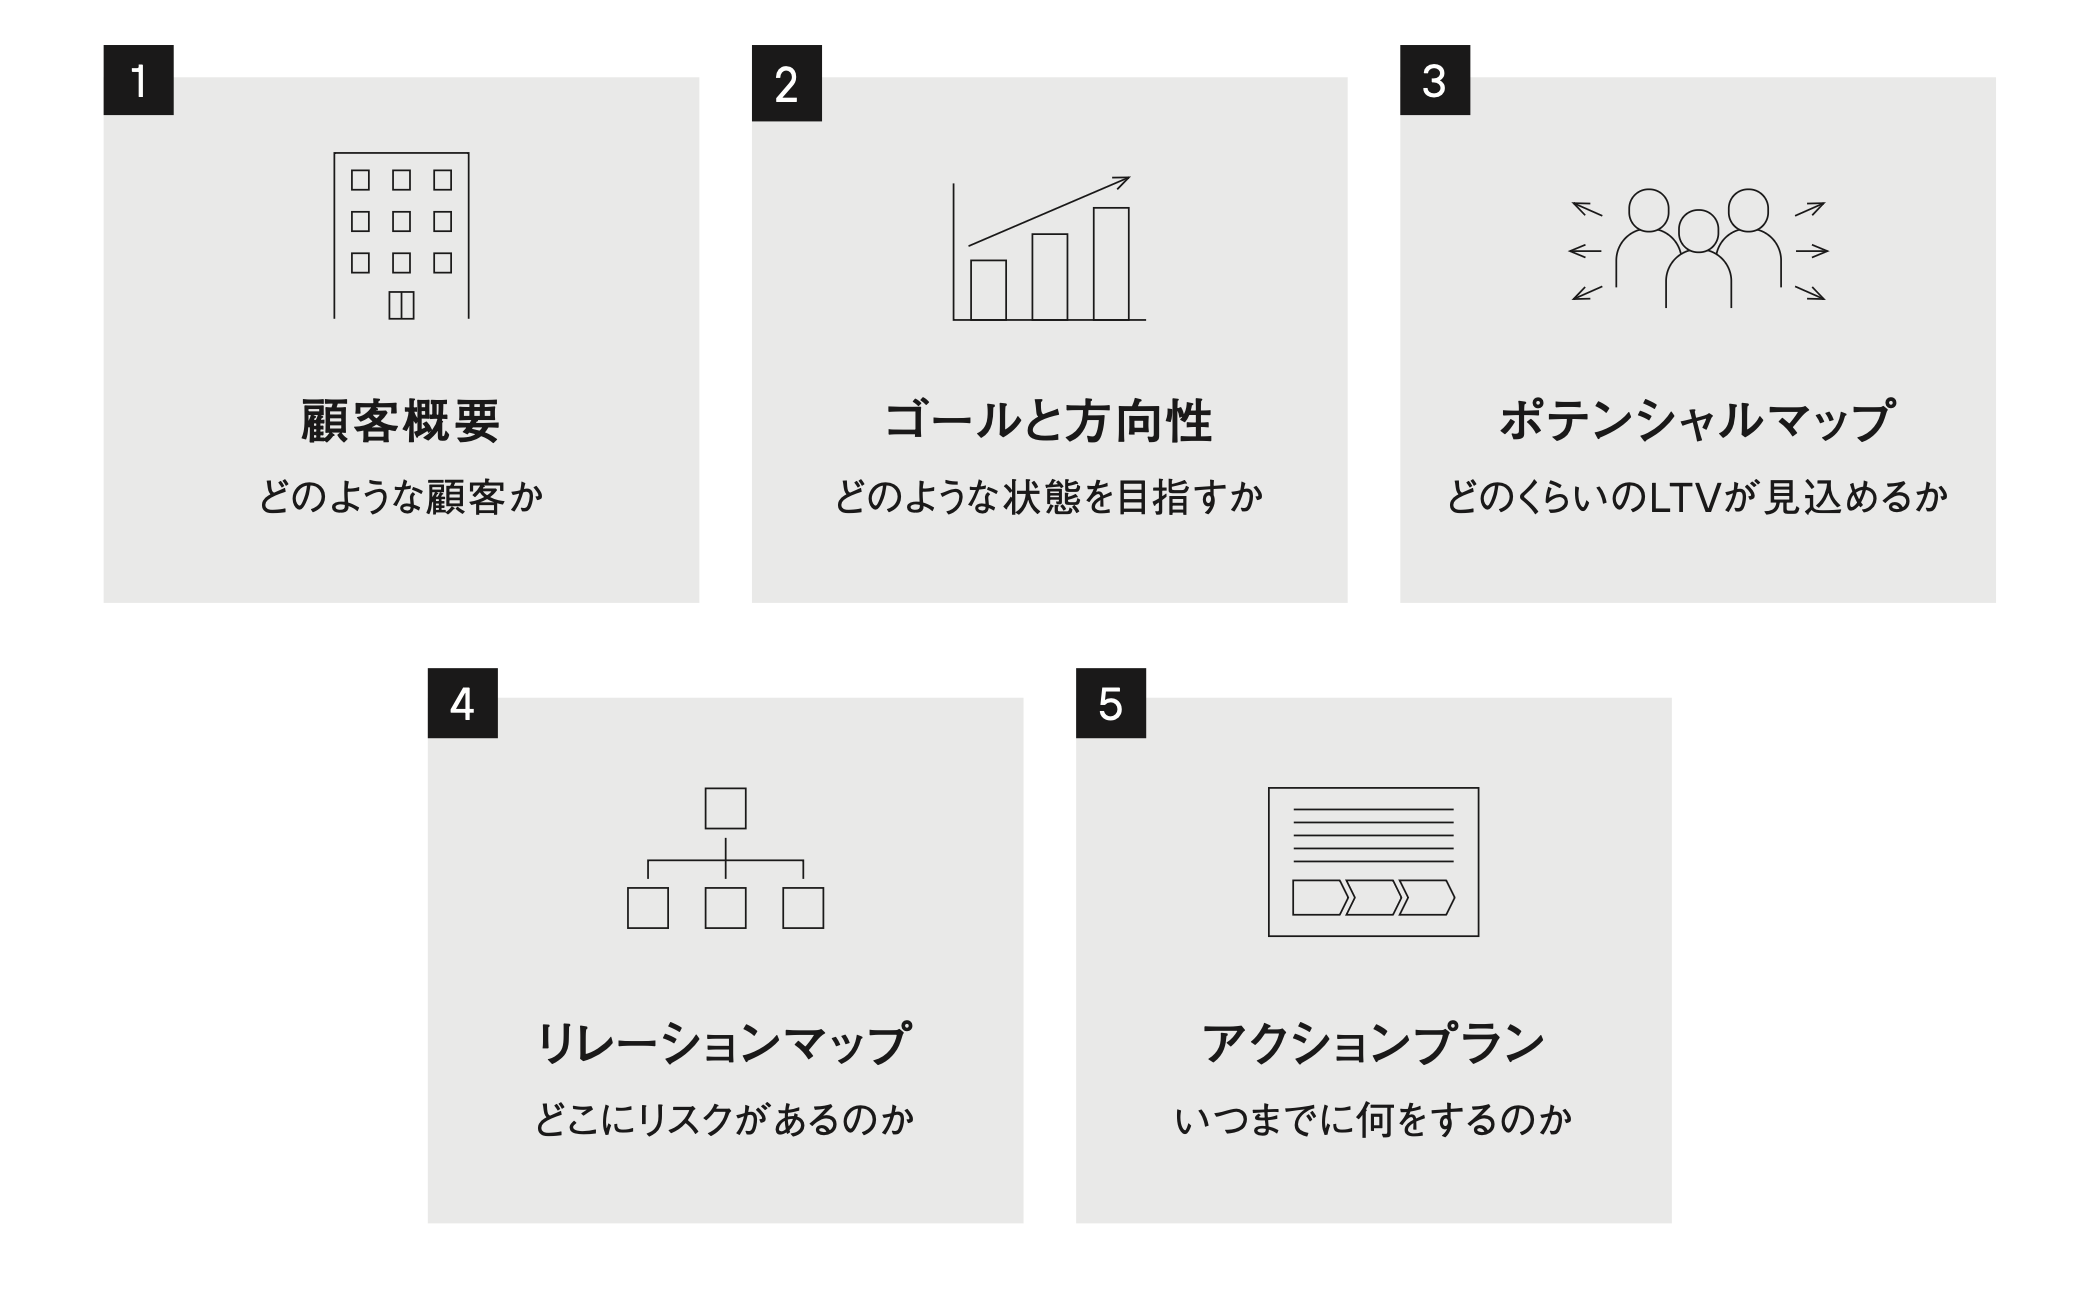 1
顧客概要
どのような顧客か
2
ゴールと方向性
どのような状態を目指すか
3
ポテンシャルマップ
どのくらいのLTVが見込めるか
4
リレーションマップ
どこにリスクがあるのか
5
アクションプラン
いつまでに何をするのか